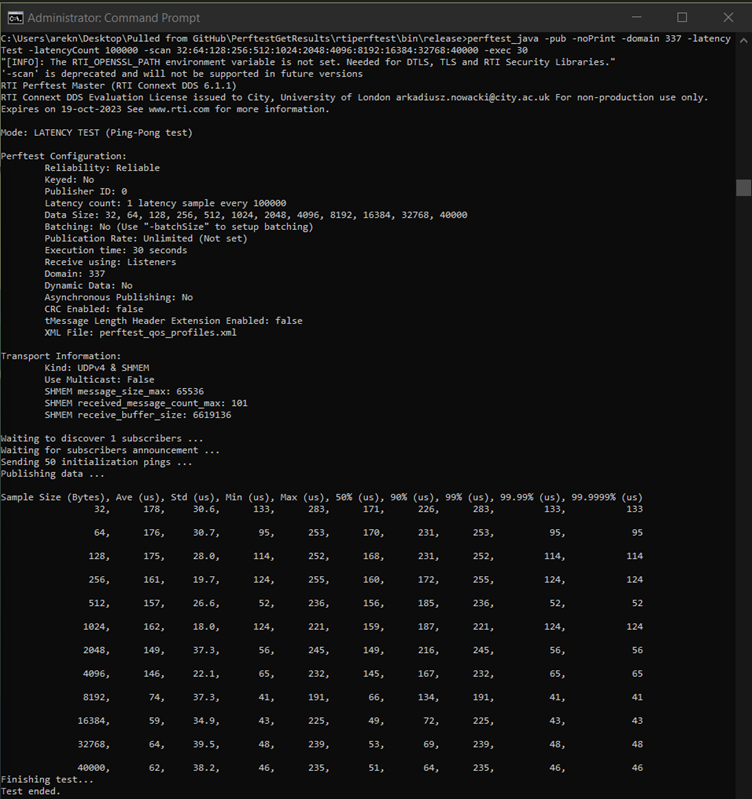 Administrator: Command Prompt
C:\Users\arekn\Desktop\Pulled from GitHub\PerftestGetResults\rtiperftest\bin\release>perftest_java -pub -noPrint -domain 337 -latency
Test -latencyCount 100000 -scan 32:64:128:256:512:1024:2048:4096:8192:16384:32768:40000 -exec 30
"[INFO]: The RTI_OPENSSL_PATH environment variable is not set. Needed for DTLS, TLS and RTI Security Libraries."
'-scan' is deprecated and will not be supported in future versions
RTI Perftest Master (RTI Connext DDS 6.1.1)
RTI Connext DDS Evaluation License issued to City, University of London arkadiusz.nowacki@city.ac.uk For non-production use only.
Expires on 19-oct-2023 See www.rti.com for more information.
Mode: LATENCY TEST (Ping-Pong test)
Perftest Configuration:
Reliability: Reliable
Keyed: No
Publisher ID: 0
Latency count: 1 latency sample every 100000
Data Size: 32, 64, 128, 256, 512, 1024, 2048, 4096, 8192, 16384, 32768, 40000
Batching: No (Use "-batchSize" to setup batching)
Publication Rate: Unlimited (Not set)
Execution time: 30 seconds
Receive using: Listeners
Domain: 337
Dynamic Data: No
Asynchronous Publishing: No
CRC Enabled: false
tMessage Length Header Extension Enabled: false
XML File: perftest_qos_profiles.xml
Transport Information:
Kind: UDPv4 & SHMEM
Use Multicast: False
SHMEM message_size_max: 65536
SHMEM received_message_count_max: 101
SHMEM receive_buffer_size: 6619136
Waiting to discover 1 subscribers ...
Waiting for subscribers announcement ...
Sending 50 initialization pings ...
Publishing data ...
Sample Size (Bytes), Ave (us), Std (us), Min (us), Max (us), 50% (us), 90% (us), 99% (us), 99.99% (us), 99.9999% (us)
32, 178, 30.6, 133, 283, 171, 226, 283, 133, 133
64, 176, 30.7, 95, 253, 170, 231, 253, 95, 95
128, 175, 28.0, 114, 252, 168, 231, 252, 114, 114
256, 161, 19.7, 124, 255, 160, 172, 255, 124, 124
512, 157, 26.6, 52, 236, 156, 185, 236, 52, 52
1024, 162, 18.0, 124, 221, 159, 187, 221, 124, 124
2048, 149, 37.3, 56, 245, 149, 216, 245, 56, 56
4096, 146, 22.1, 65, 232, 145, 167, 232, 65, 65
8192, 74, 37.3, 41, 191, 66, 134, 191, 41, 41
16384, 59, 34.9, 43, 225, 49, 72, 225, 43, 43
32768, 64, 39.5, 48, 239, 53, 69, 239, 48, 48
40000, 62, 38.2, 46, 235, 51, 64, 235, 46, 46
Finishing test...
Test ended.